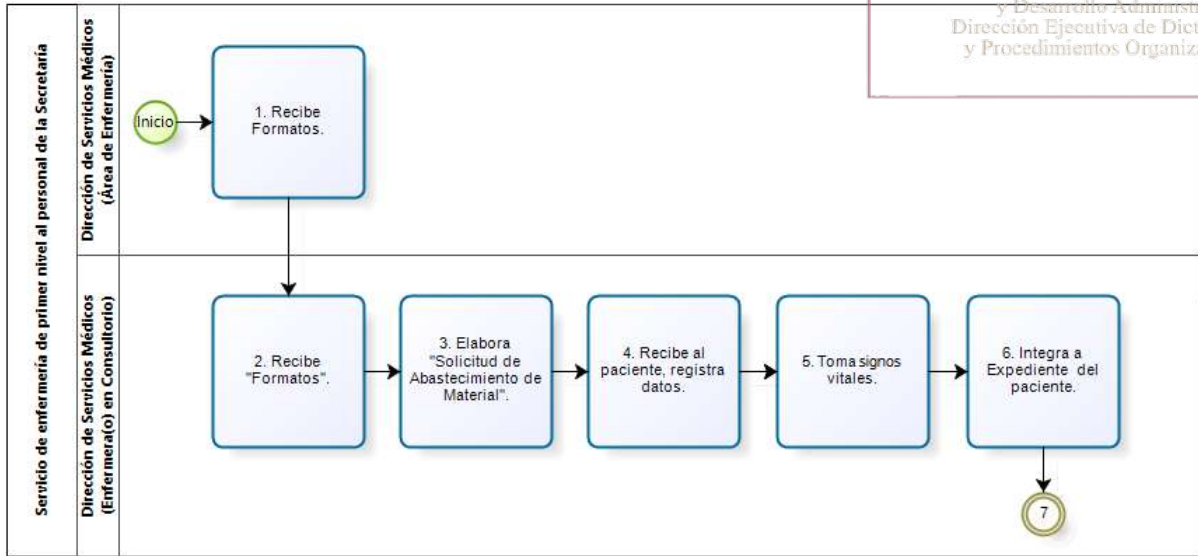 y Desarrollo Administr
Dirección Ejecutiva de Dict
y Procedimientos Organiz
Servicio de enfermería de primer nivel al personal de la Secretaría
Dirección de Servicios Médicos
(Área de Enfermería)
Inicio
1. Recibe
Formatos.
Dirección de Servicios Médicos
(Enfermera(o) en Consultorio)
2. Recibe
"Formatos".
3. Elabora
"Solicitud de
Abastecimiento de
Material".
4. Recibe al
paciente, registra
datos.
5. Toma signos
vitales.
6. Integra a
Expediente del
paciente.
7